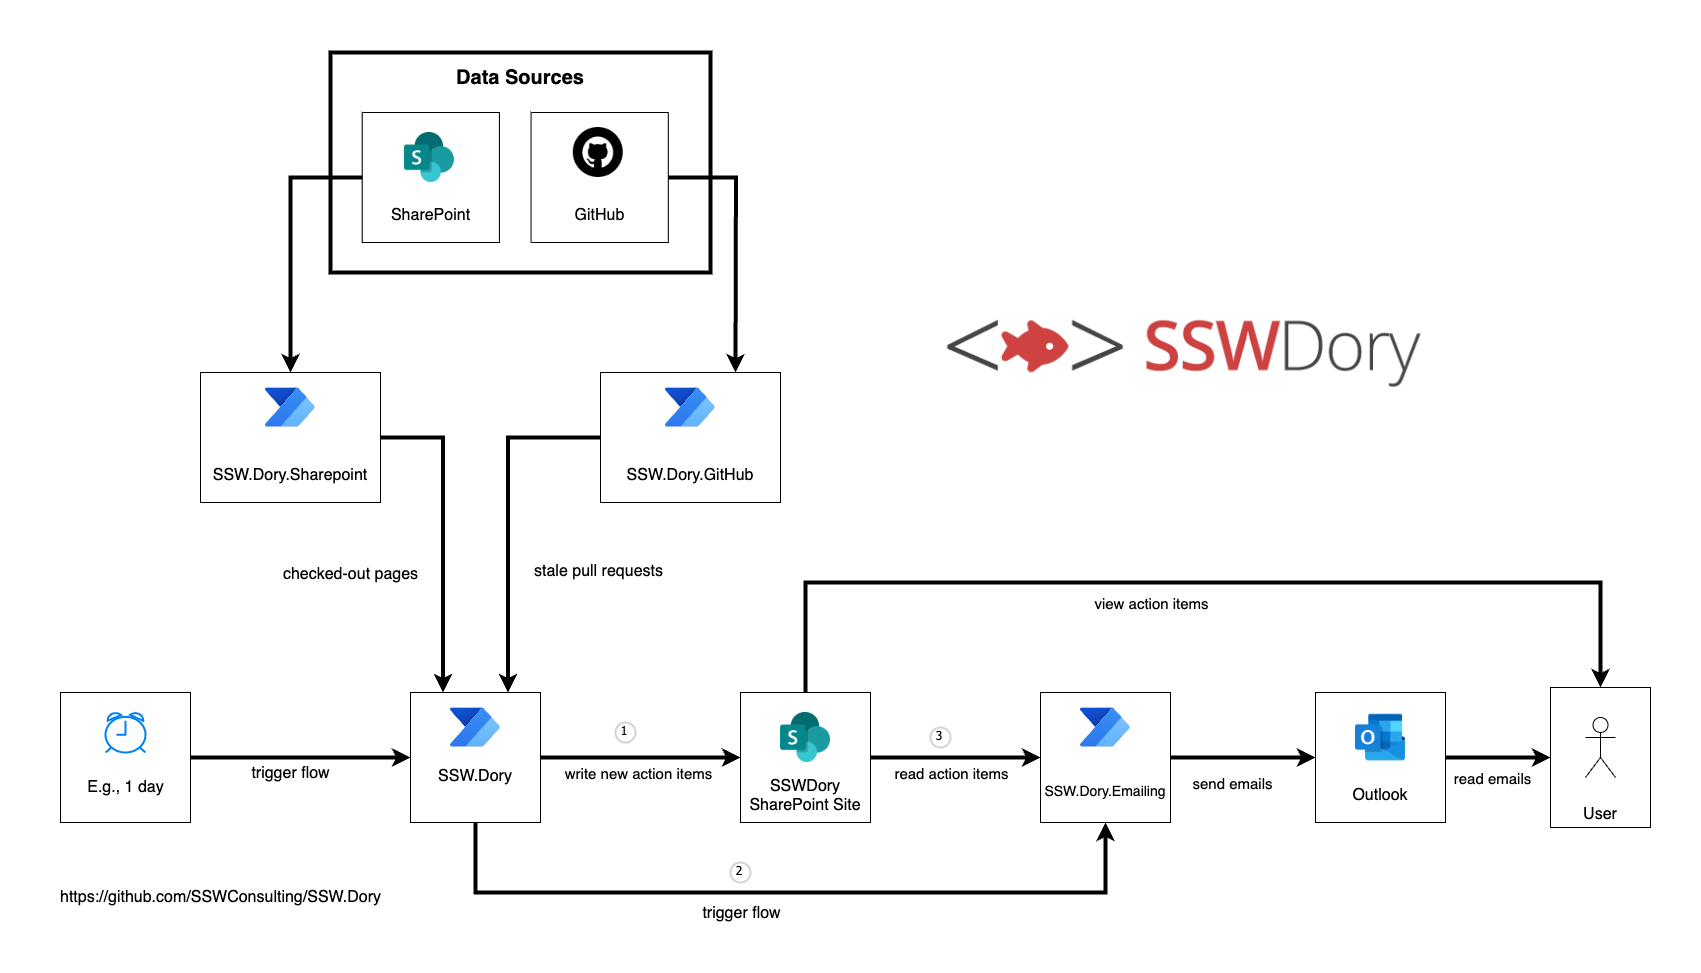 Data Sources
S
SharePoint
GitHub
<> SSWDory
SSW.Dory.Sharepoint
SSW.Dory.GitHub
checked-out pages
stale pull requests
view action items
E.g., 1 day
trigger flow
SSW.Dory
1
write new action items
S
SSWDory
SharePoint Site
3
read action items
SSW.Dory.Emailing
send emails
O
Outlook
read emails
User
2
trigger flow
https://github.com/SSWConsulting/SSW.Dory